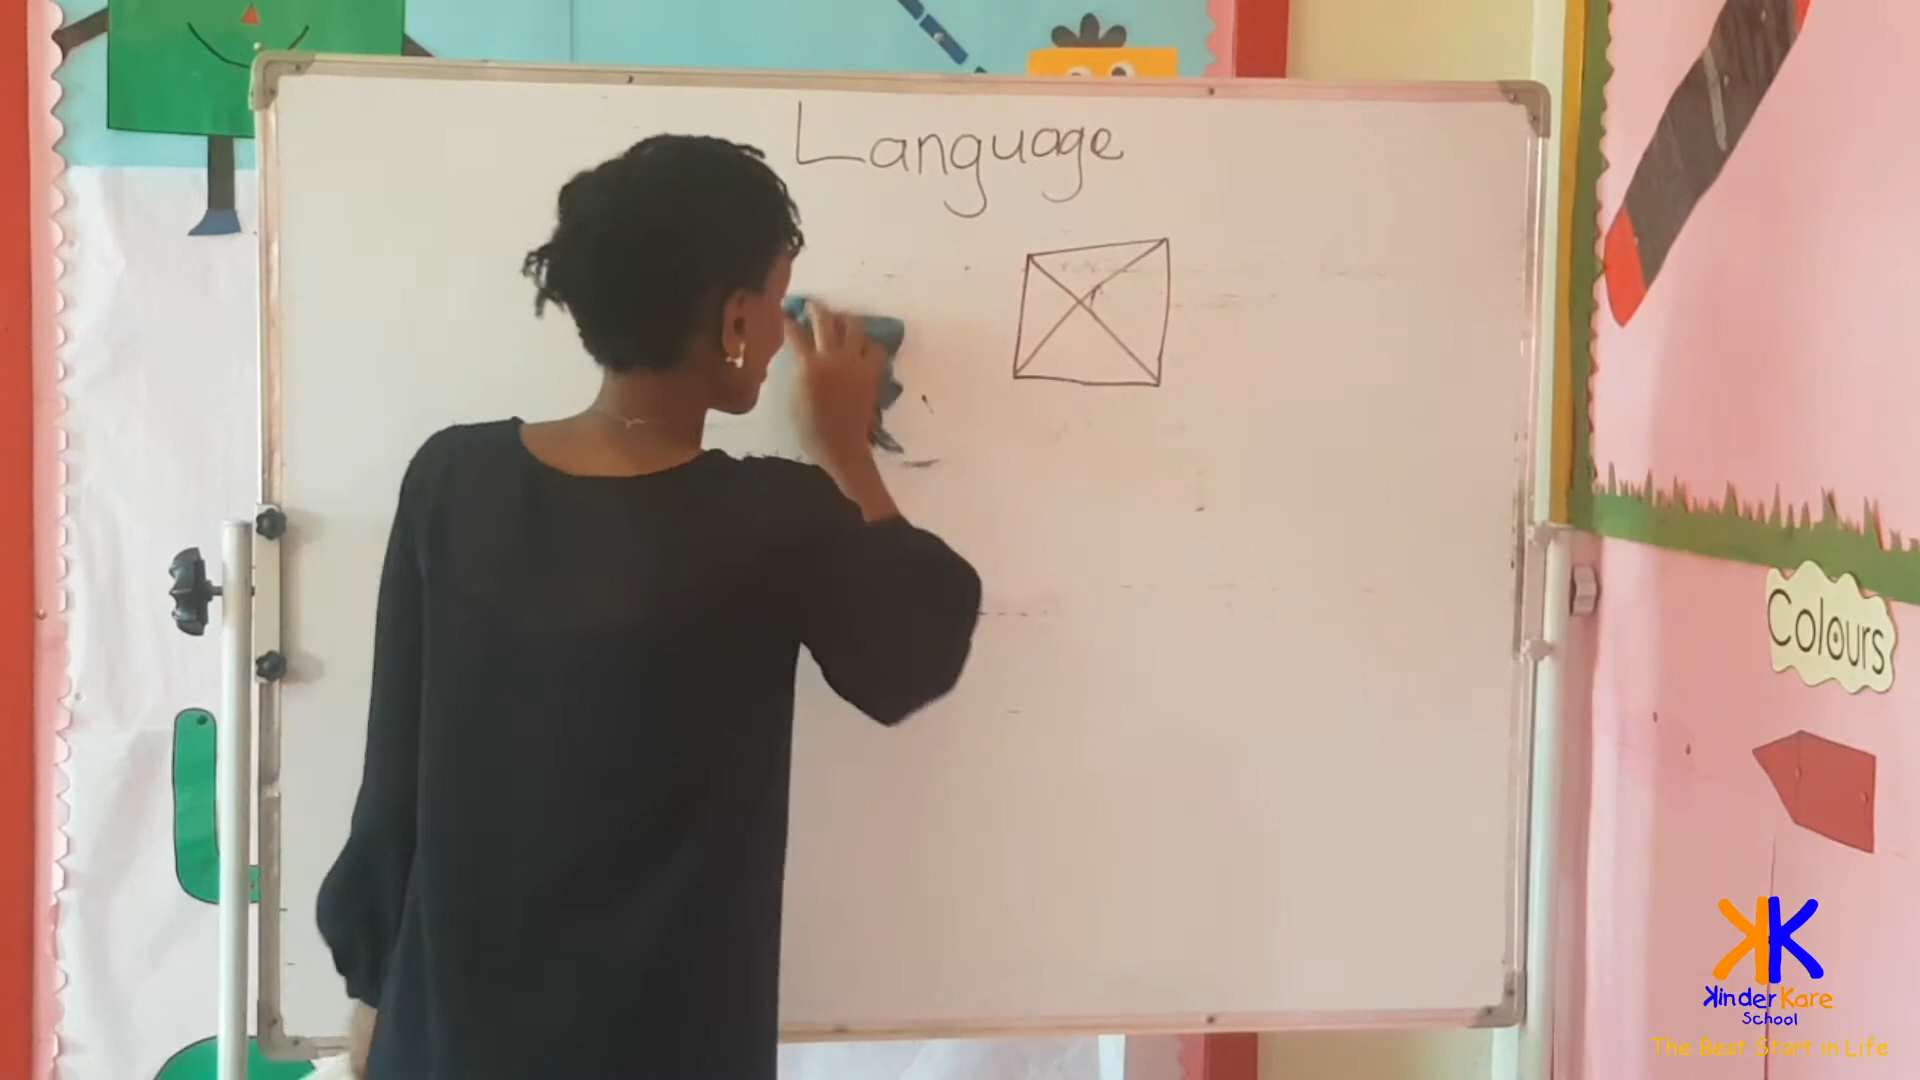 Language
Colours
KinderKare
School
The Best Start in Life